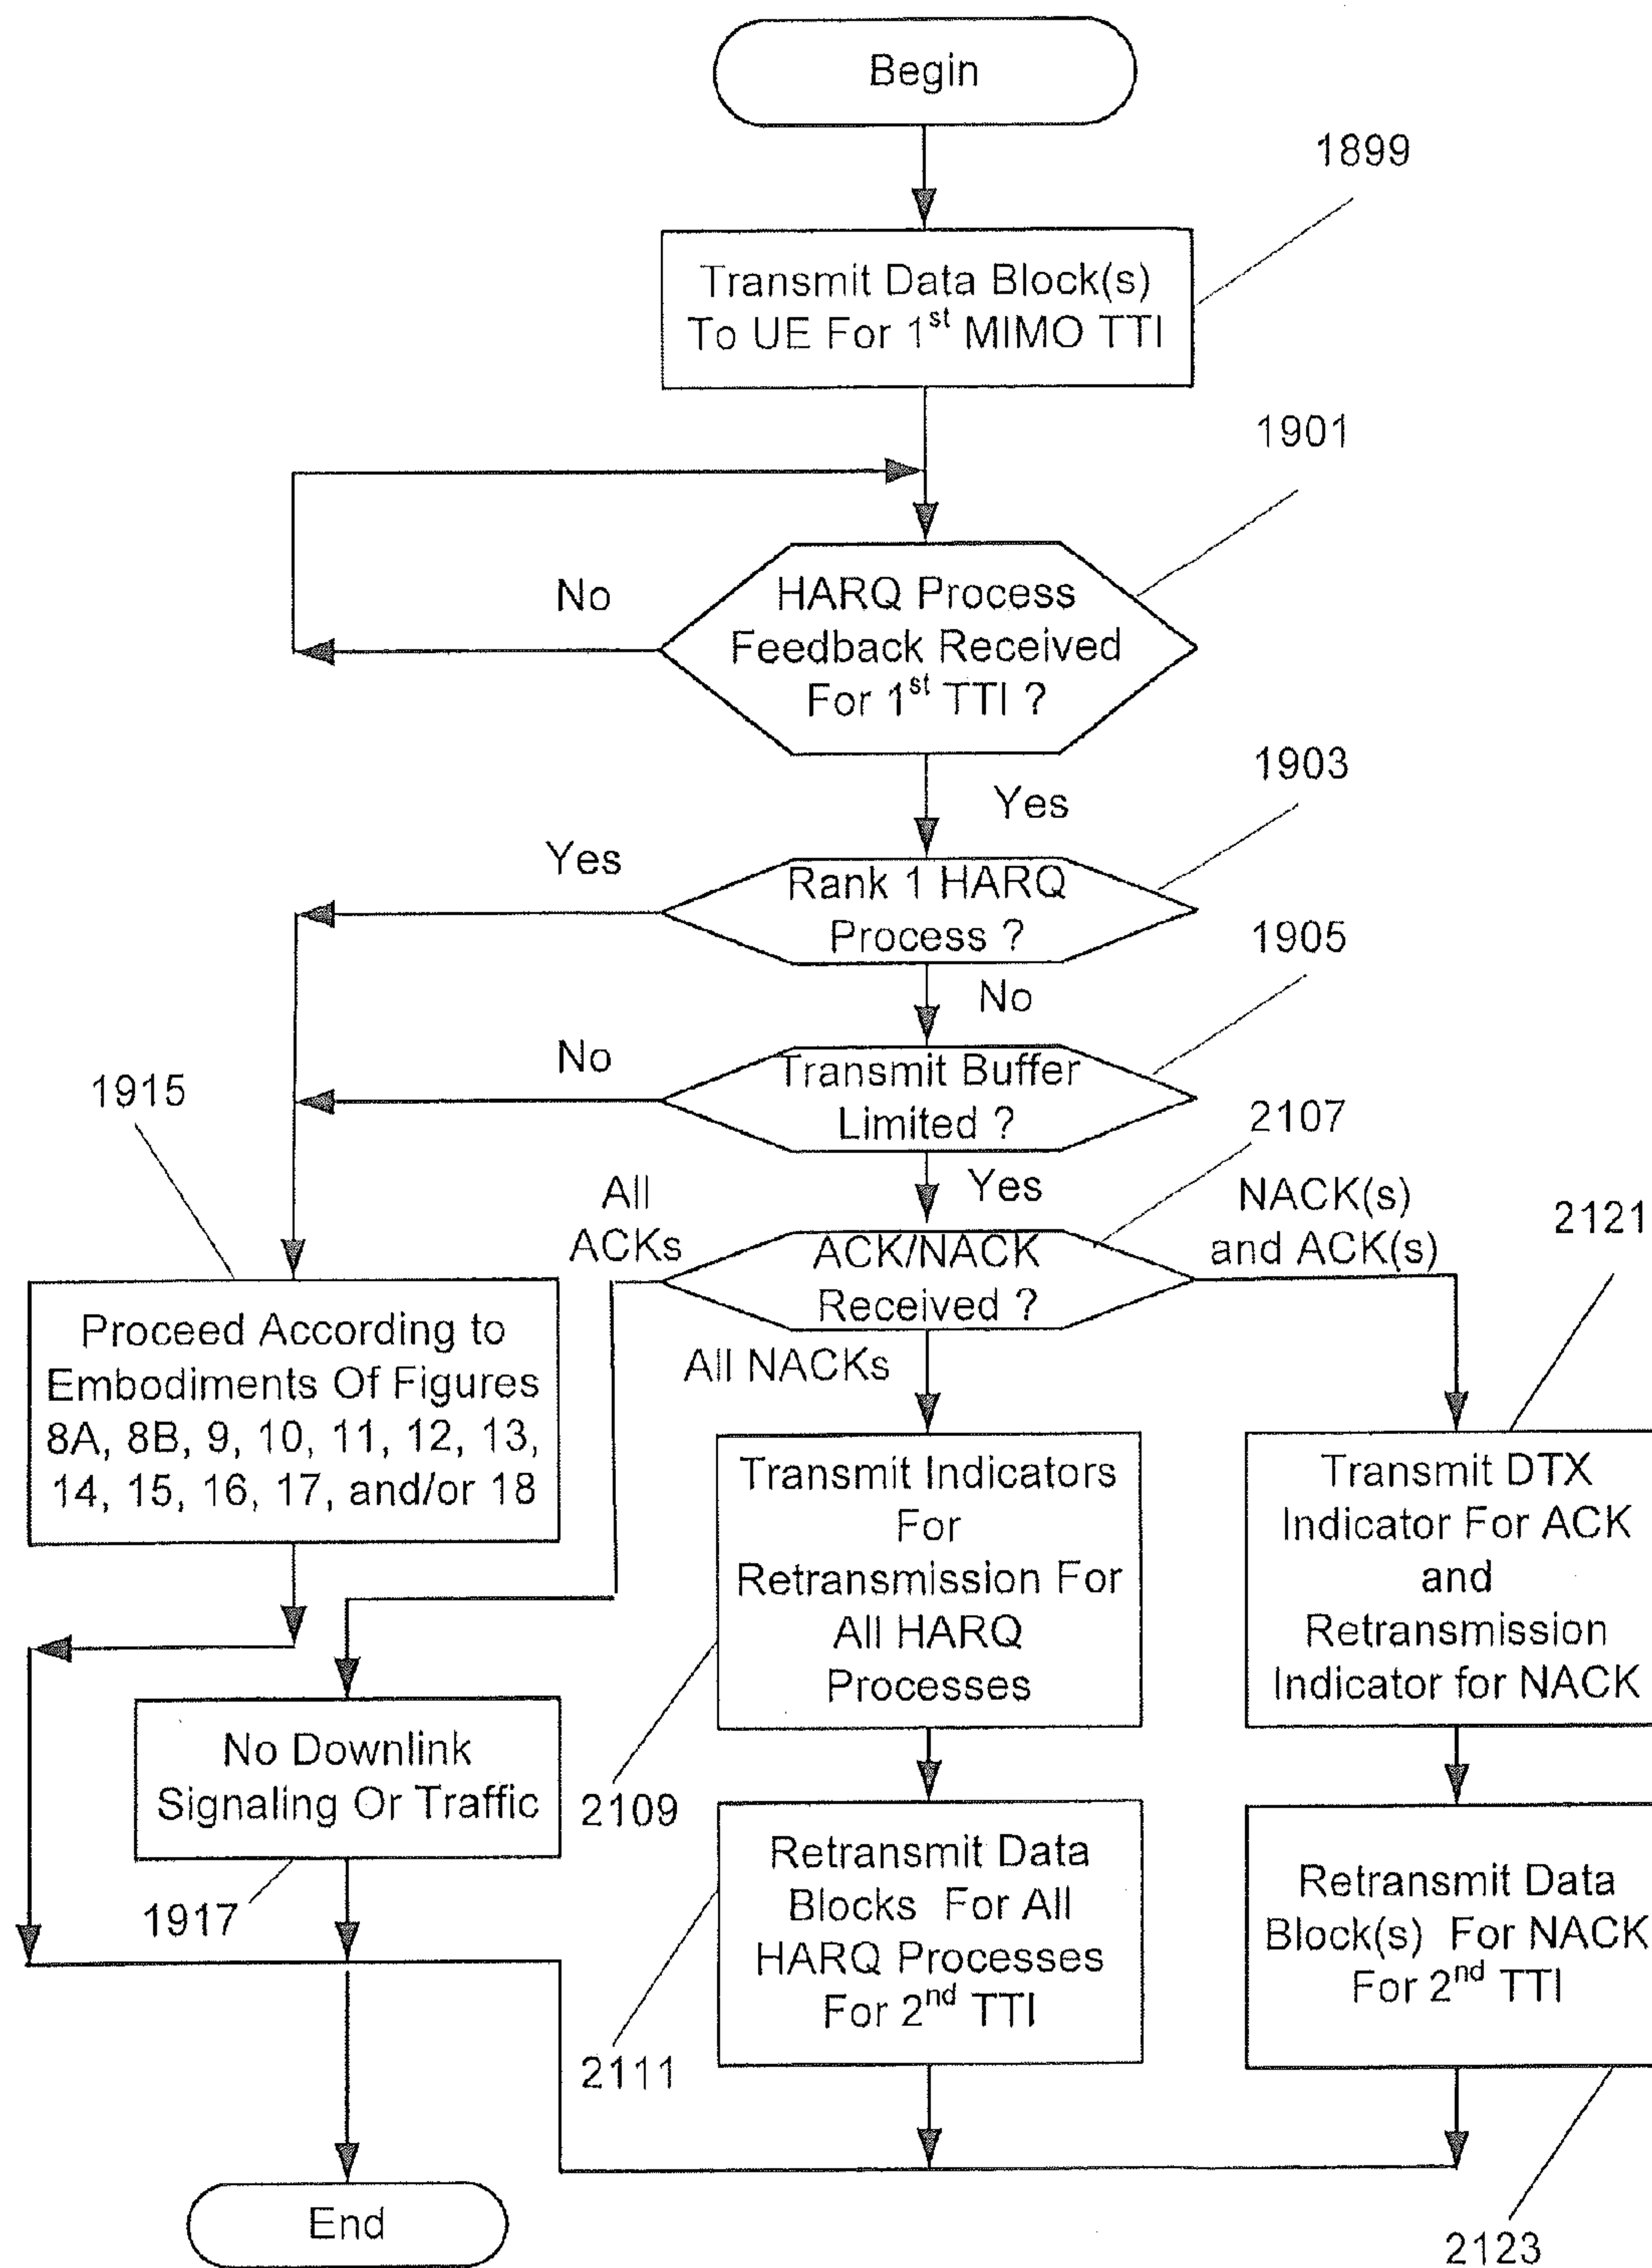 Begin
1899
Transmit Data Block(s)
To UE For 1st MIMO TTI
1901
No
HARQ Process
Feedback Received
For 1st TTI ?
1903
Yes
Yes
Rank 1 HARQ
Process ?
1905
No
No
Transmit Buffer
Limited ?
1915
2107
Yes
All
ACKs
NACK(s)
and ACK(s)
2121
ACK/NACK
Received ?
Proceed According to
Embodiments Of Figures
8A, 8B, 9, 10, 11, 12, 13,
14, 15, 16, 17, and/or 18
All NACKs
Transmit Indicators
For
Retransmission For
All HARQ
Processes
Transmit DTX
Indicator For ACK
and
Retransmission
Indicator for NACK
No Downlink
Signaling Or Traffic
2109
1917
Retransmit Data
Blocks For All
HARQ Processes
For 2nd TTI
Retransmit Data
Block(s) For NACK
For 2nd TTI
2111
End
2123